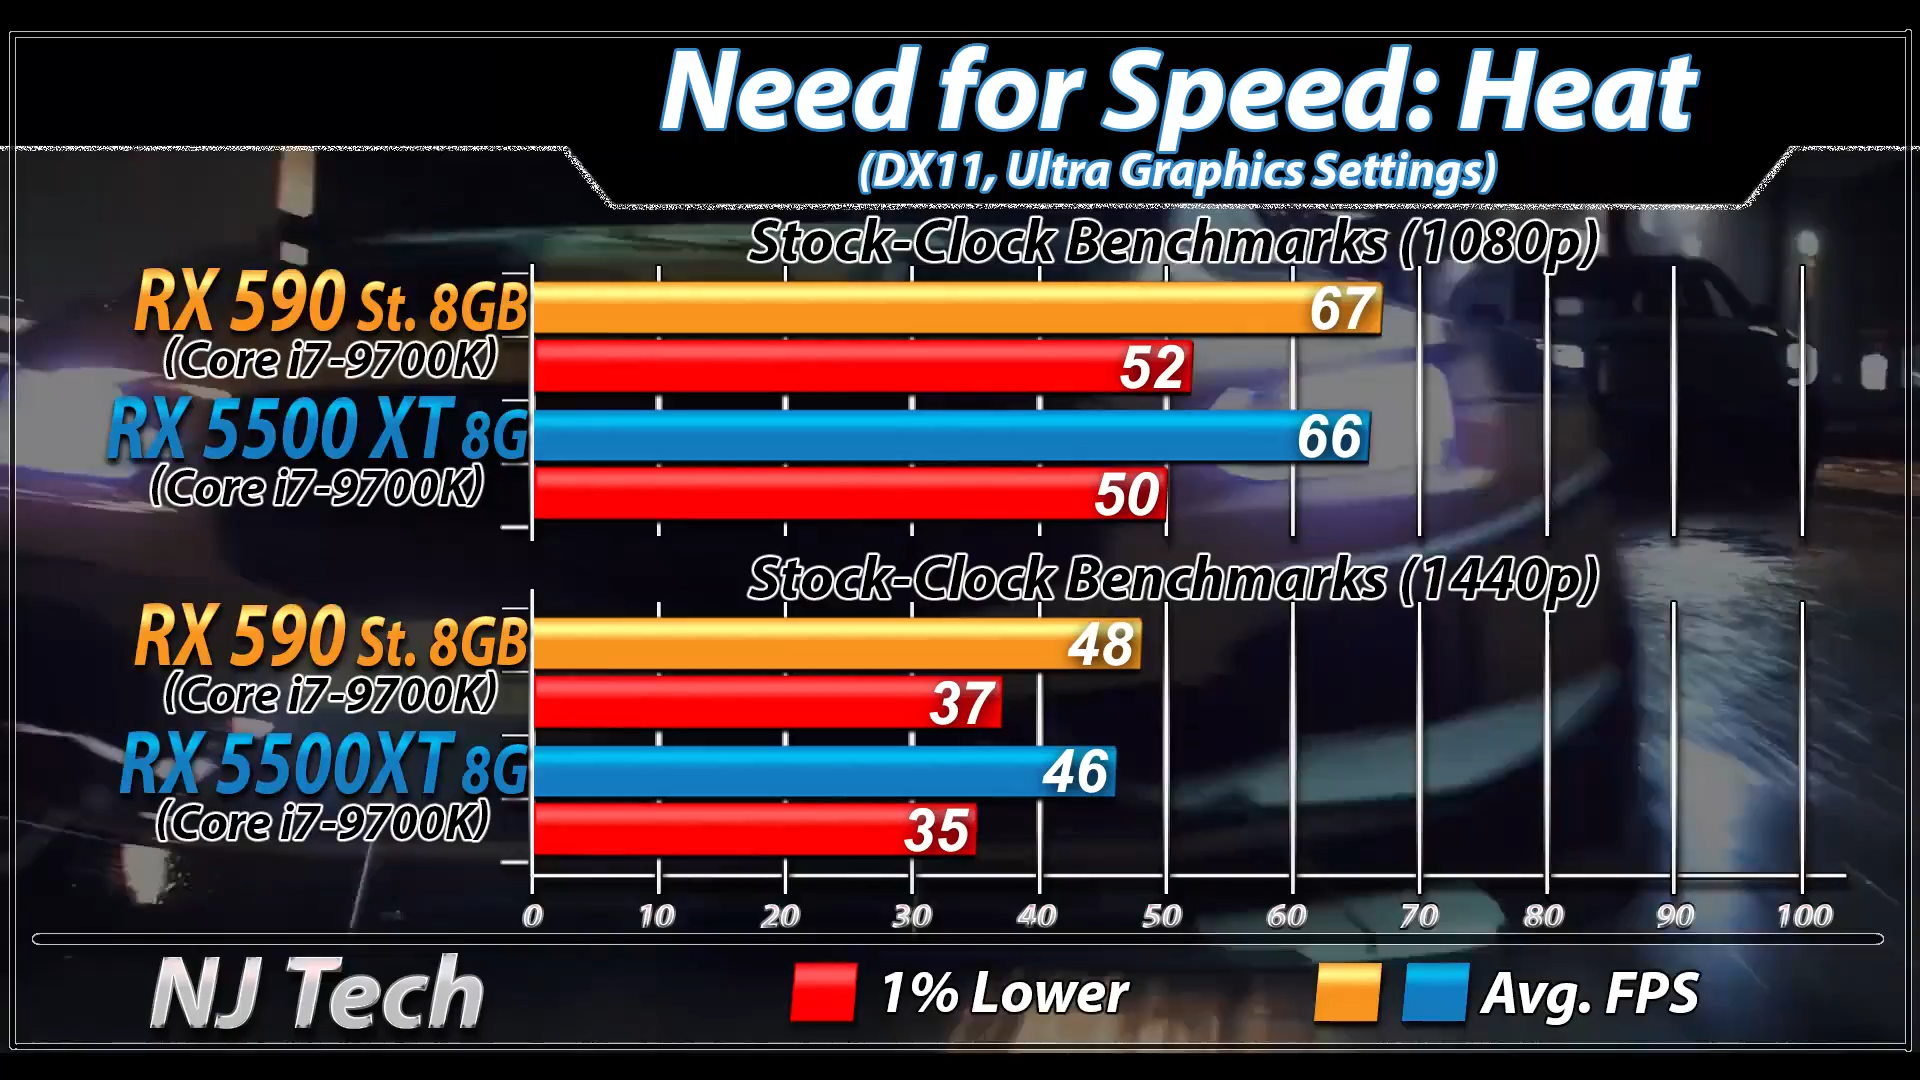 Need for Speed: Heat
(DX11, Ultra Graphics Settings)
Stock-Clock Benchmarks (1080p)
RX 590 St. 8GB 67
(Core i7-9700K) 52
RX 5500 XT 8G 66
(Core i7-9700K) 50
Stock-Clock Benchmarks (1440p)
RX 590 St. 8GB 48
(Core i7-9700K) 37
RX 5500XT 8G 46
(Core i7-9700K) 35
0 10 20 30 40 50 60 70 80 90 100
NJ Tech 1% Lower Avg. FPS